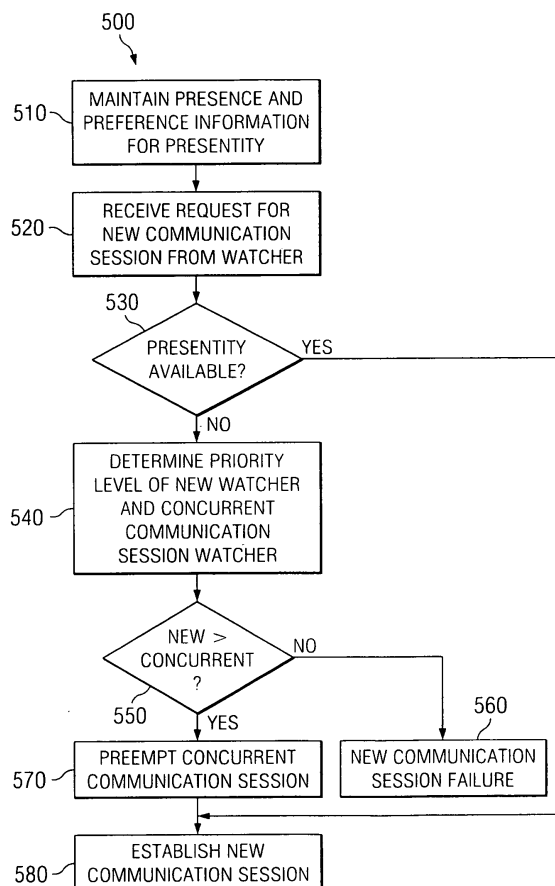 500
510
MAINTAIN PRESENCE AND
PREFERENCE INFORMATION
FOR PRESENTITY
520
RECEIVE REQUEST FOR
NEW COMMUNICATION
SESSION FROM WATCHER
530
PRESENTITY
AVAILABLE?
YES
NO
540
DETERMINE PRIORITY
LEVEL OF NEW WATCHER
AND CONCURRENT
COMMUNICATION
SESSION WATCHER
NEW >
CONCURRENT
?
NO
550
YES
560
NEW COMMUNICATION
SESSION FAILURE
570
PREEMPT CONCURRENT
COMMUNICATION SESSION
580
ESTABLISH NEW
COMMUNICATION SESSION